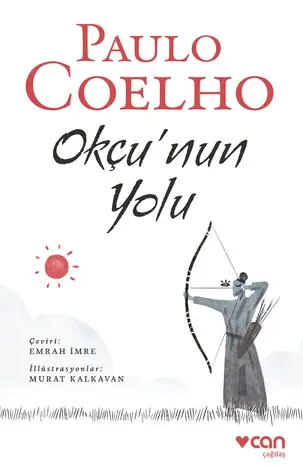 PAULO
COELHO
Okçu'nun
Yolu
Çeviri:
EMRAH İMRE
İllüstrasyonlar:
MURAT KALKAVAN
can
çağdaş